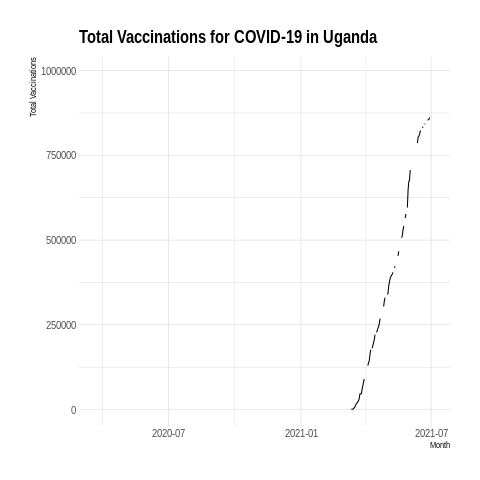 Total Vaccinations for COVID-19 in Uganda
Total Vaccinations
1000000
750000
500000
250000
0
2020-07 2021-01 2021-07
Month